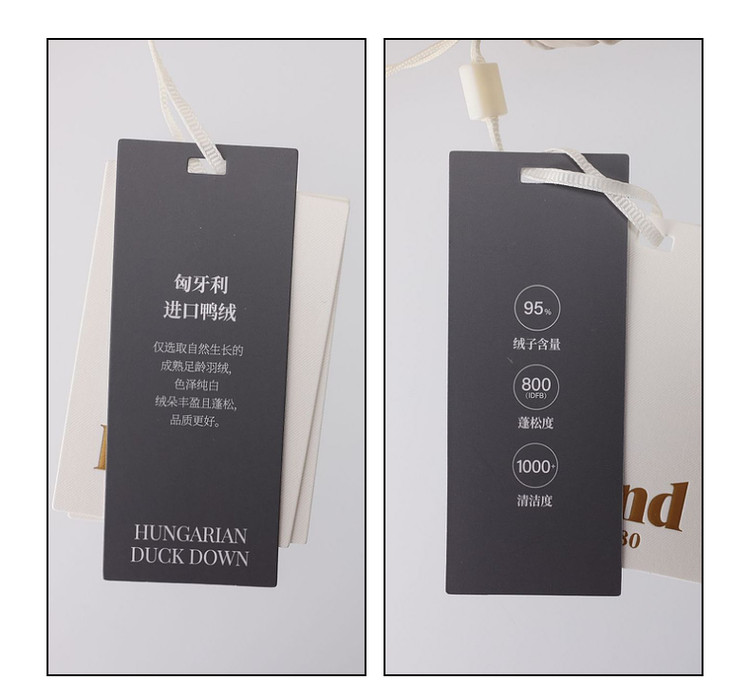 匈牙利
进口鸭绒
仅选取自然生长的
成熟足龄羽绒,
色泽纯白
绒朵丰盈且蓬松,
品质更好。
HUNGARIAN
DUCK DOWN
95%
绒子含量
800
(IDFB)
蓬松度
1000+
清洁度
nd
80